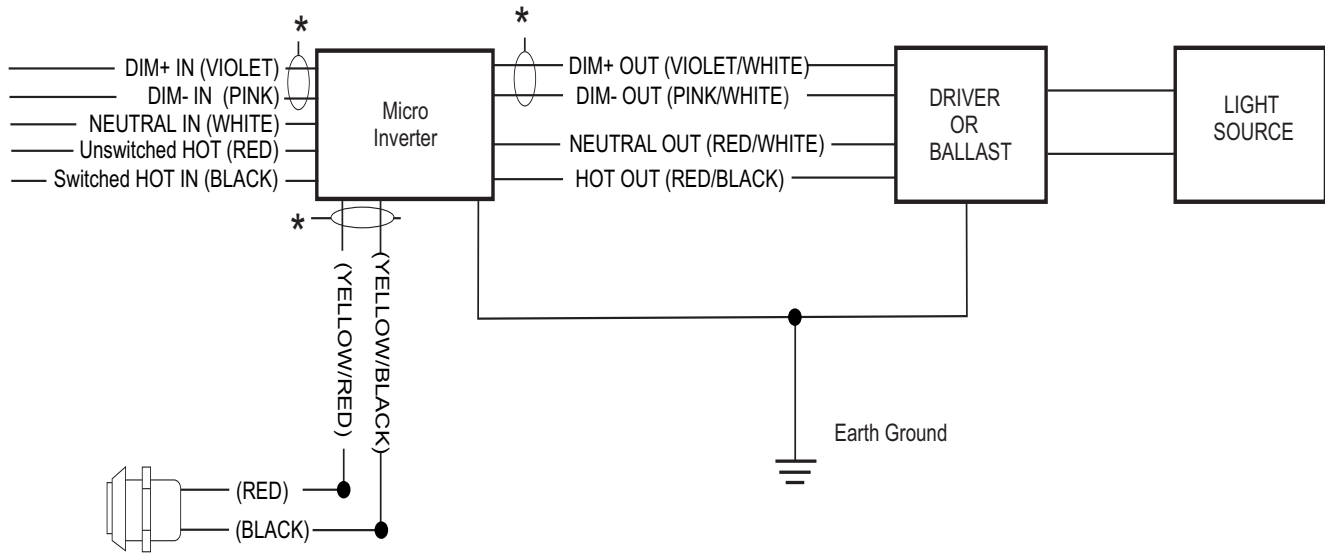 *
*
DIM+ IN (VIOLET)
DIM- IN (PINK)
NEUTRAL IN (WHITE)
Unswitched HOT (RED)
Switched HOT IN (BLACK)
Micro
Inverter
DIM+ OUT (VIOLET/WHITE)
DIM- OUT (PINK/WHITE)
NEUTRAL OUT (RED/WHITE)
HOT OUT (RED/BLACK)
DRIVER
OR
BALLAST
LIGHT
SOURCE
*
(YELLOW/RED)
(YELLOW/BLACK)
Earth Ground
(RED)
(BLACK)